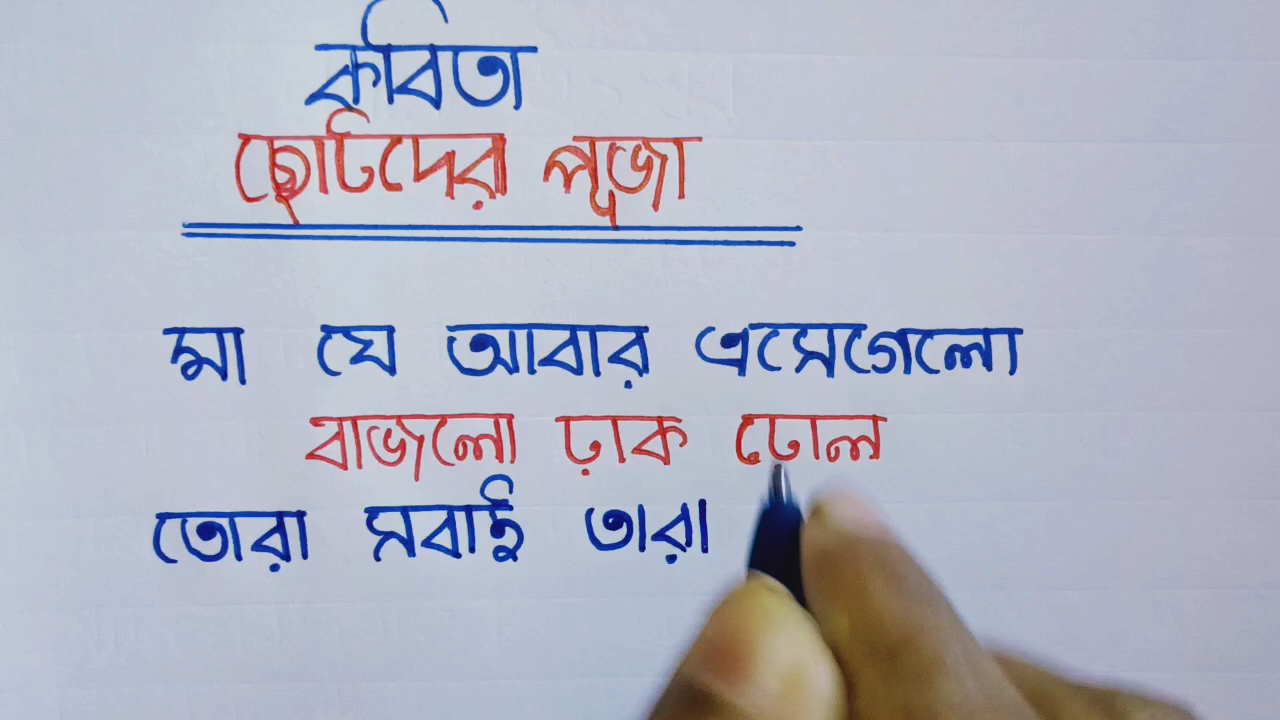 কবিতা
ছোটদের পূজা
মা যে আবার এসেগেলো
বাজলো ঢাক ঢোল
তোরা সবাই তারা